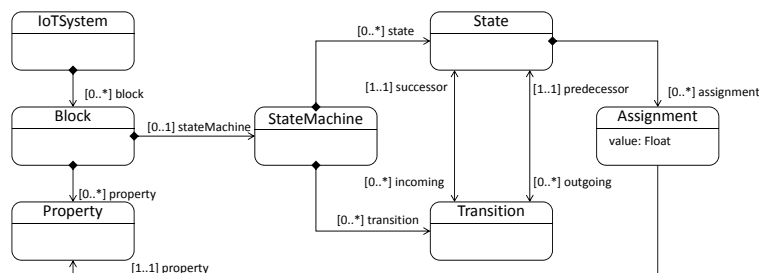 IoTSystem
State
[0..*] state
[0..*] block
[1..1] successor
[1..1] predecessor
[0..*] assignment
Block
StateMachine
Assignment
[0..1] stateMachine
value: Float
[0..*] property
[0..*] incoming
[0..*] outgoing
Property
[0..*] transition
Transition
[1..1] property